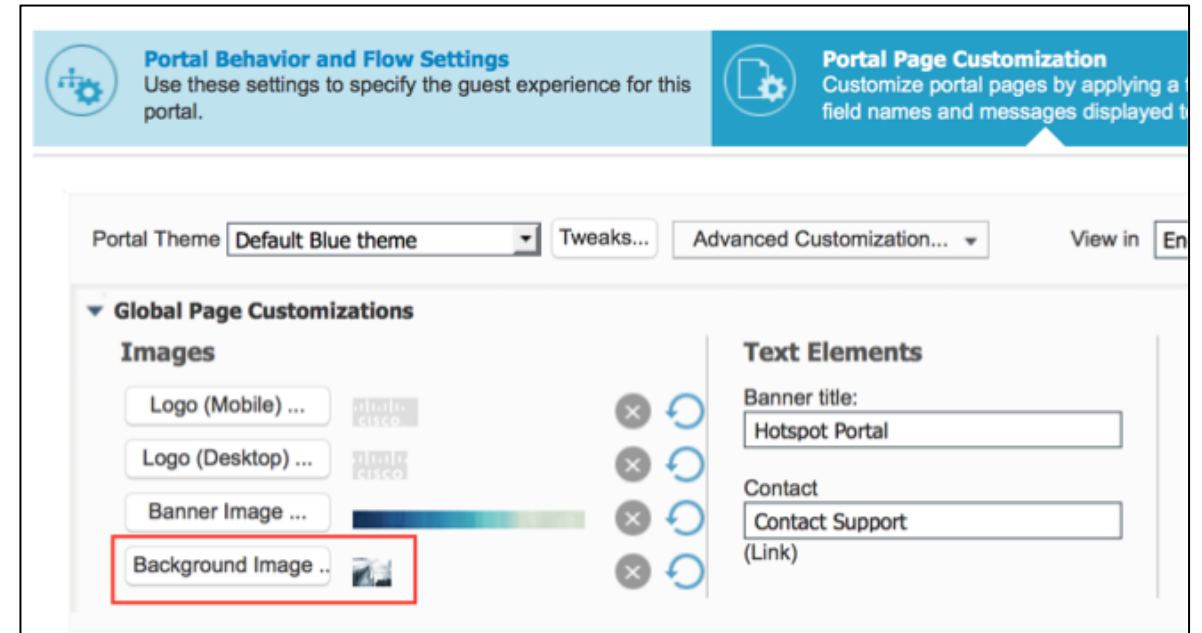 Portal Behavior and Flow Settings
Use these settings to specify the guest experience for this
portal.
Portal Page Customization
Customize portal pages by applying a
field names and messages displayed
Portal Theme Default Blue theme Tweaks... Advanced Customization... View in En
Global Page Customizations
Images
Logo (Mobile) ...
CISCO
Logo (Desktop) ...
CISCO
Banner Image ...
Background Image ..
Text Elements
Banner title:
Hotspot Portal
Contact
Contact Support
(Link)